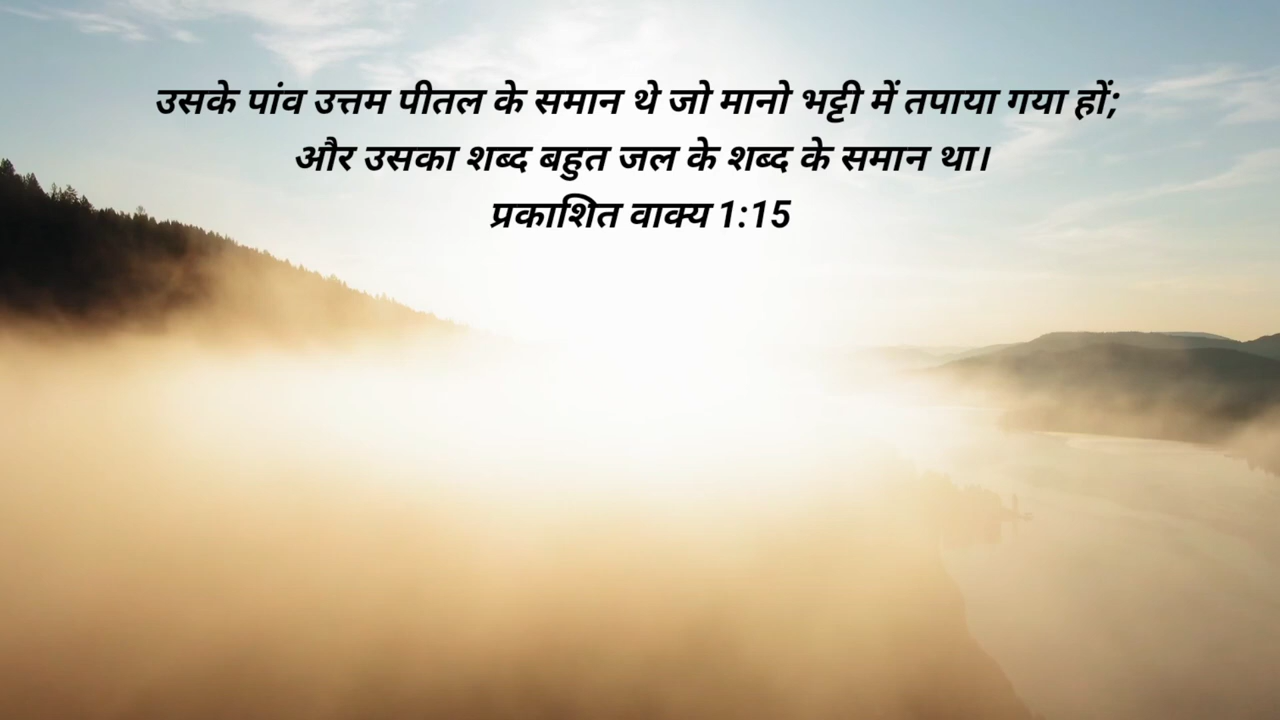 उसके पांव उत्तम पीतल के समान थे जो मानो भट्टी में तपाया गया हों;
और उसका शब्द बहुत जल के शब्द के समान था।
प्रकाशित वाक्य 1:15